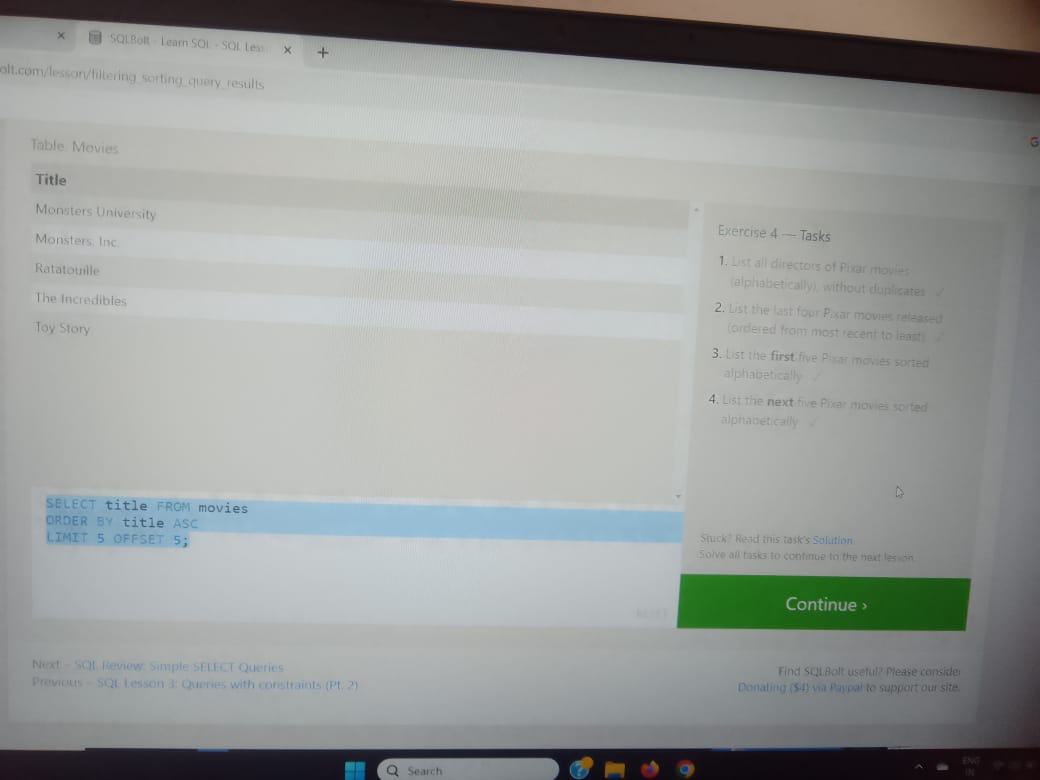 SQLBolt - Learn SQL - SQL Less
olt.com/lesson/filtering_sorting_query_results
G
Table: Movies
Title
Monsters University
Monsters, Inc.
Ratatouille
The Incredibles
Toy Story
Exercise 4 — Tasks
1. List all directors of Pixar movies
(alphabetically), without duplicates ✓
2. List the last four Pixar movies released
(ordered from most recent to least) ✓
3. List the first five Pixar movies sorted
alphabetically ✓
4. List the next five Pixar movies sorted
alphabetically ✓
SELECT title FROM movies
ORDER BY title ASC
LIMIT 5 OFFSET 5;
RESET
Stuck? Read this task's Solution.
Solve all tasks to continue to the next lesson.
Continue ›
Next – SQL Review: Simple SELECT Queries
Previous – SQL Lesson 3: Queries with constraints (Pt. 2)
Find SQLBolt useful? Please consider
Donating ($4) via Paypal to support our site.
Search
ENG
IN